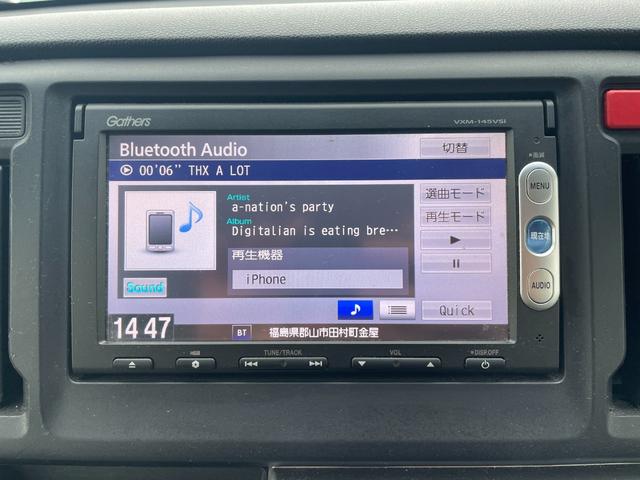 Gathers
VXM-145VSi
Bluetooth Audio
切替
00'06" THX A LOT
Artist
a-nation's party
Album
Digitalian is eating bre…
再生機器
iPhone
Sound
選曲モード
再生モード
Quick
14 47
BT
福島県郡山市田村町金屋
MENU
現在地
AUDIO
TUNE/TRACK
VOL
DISP.OFF